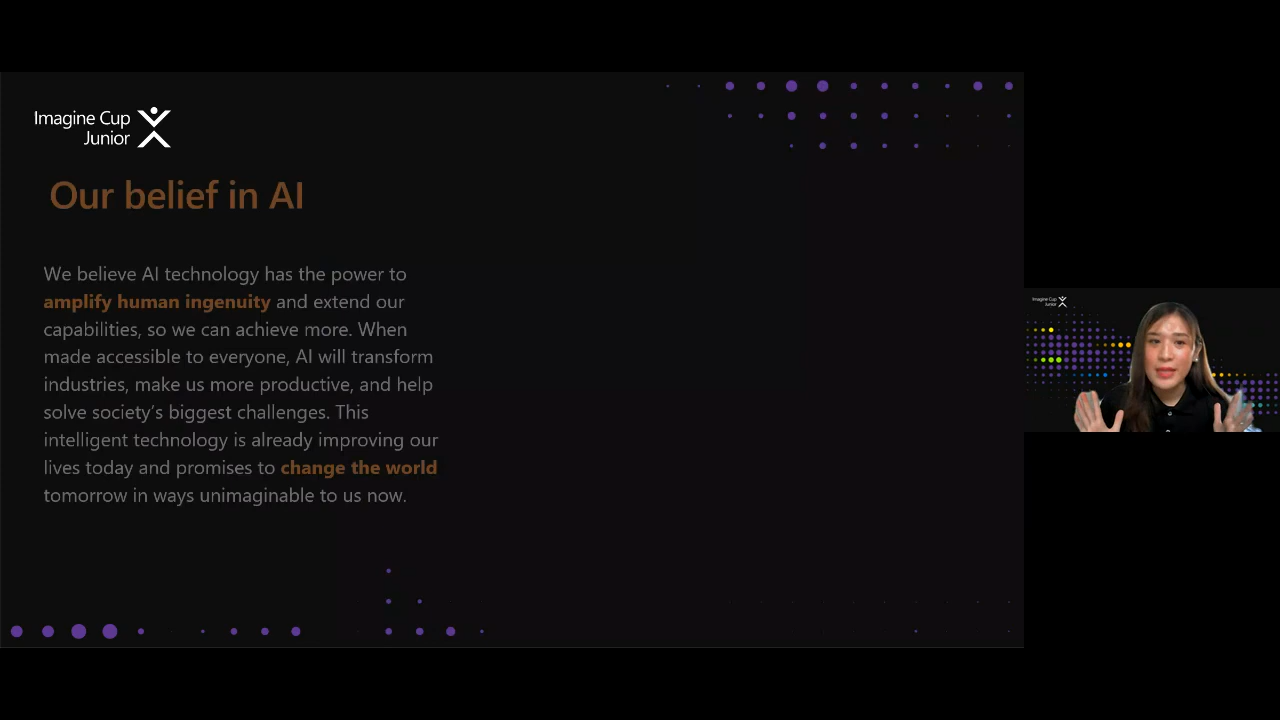 Imagine Cup
Junior
Our belief in AI
We believe AI technology has the power to
amplify human ingenuity and extend our
capabilities, so we can achieve more. When
made accessible to everyone, AI will transform
industries, make us more productive, and help
solve society's biggest challenges. This
intelligent technology is already improving our
lives today and promises to change the world
tomorrow in ways unimaginable to us now.
Imagine Cup
Junior